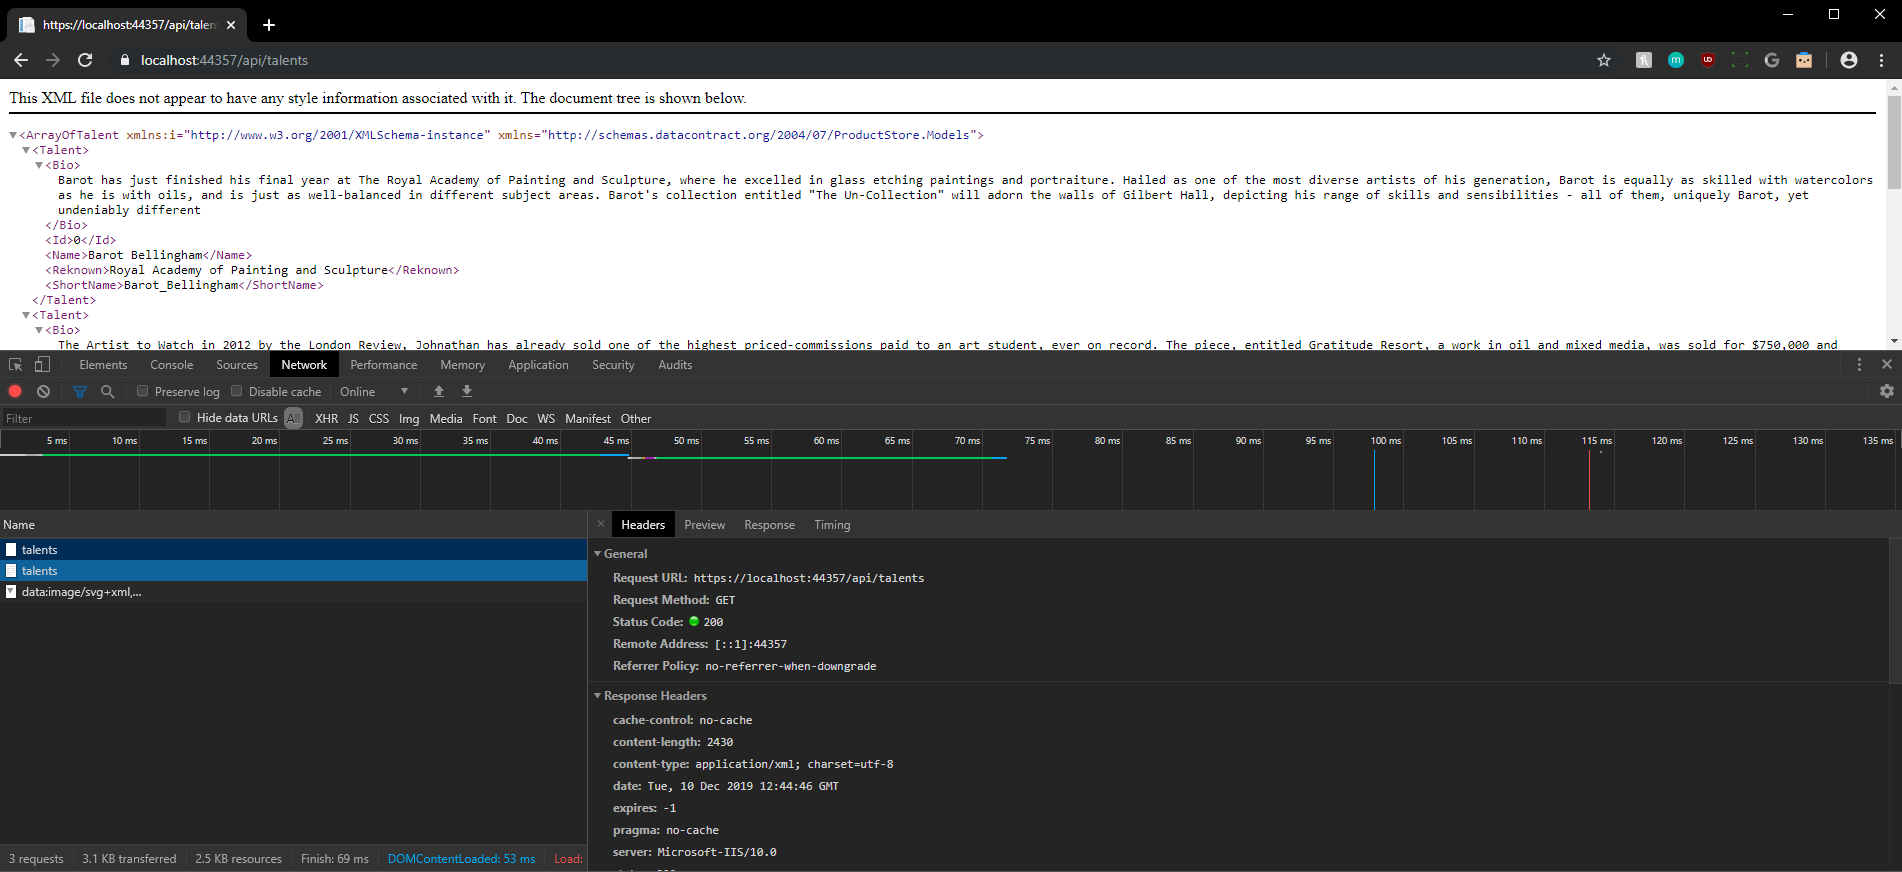 https://localhost:44357/api/talen
localhost:44357/api/talents
This XML file does not appear to have any style information associated with it. The document tree is shown below.
<ArrayOfTalent xmlns:i="http://www.w3.org/2001/XMLSchema-instance" xmlns="http://schemas.datacontract.org/2004/07/ProductStore.Models">
<Talent>
<Bio>
Barot has just finished his final year at The Royal Academy of Painting and Sculpture, where he excelled in glass etching paintings and portraiture. Hailed as one of the most diverse artists of his generation, Barot is equally as skilled with watercolors
as he is with oils, and is just as well-balanced in different subject areas. Barot's collection entitled "The Un-Collection" will adorn the walls of Gilbert Hall, depicting his range of skills and sensibilities - all of them, uniquely Barot, yet
undeniably different
</Bio>
<Id>0</Id>
<Name>Barot Bellingham</Name>
<Reknown>Royal Academy of Painting and Sculpture</Reknown>
<ShortName>Barot_Bellingham</ShortName>
</Talent>
<Talent>
<Bio>
The Artist to Watch in 2012 by the London Review, Johnathan has already sold one of the highest priced-commissions paid to an art student, ever on record. The piece, entitled Gratitude Resort, a work in oil and mixed media, was sold for $750,000 and
Elements Console Sources Network Performance Memory Application Security Audits
Preserve log Disable cache Online
Filter Hide data URLs All XHR JS CSS Img Media Font Doc WS Manifest Other
5 ms 10 ms 15 ms 20 ms 25 ms 30 ms 35 ms 40 ms 45 ms 50 ms 55 ms 60 ms 65 ms 70 ms 75 ms 80 ms 85 ms 90 ms 95 ms 100 ms 105 ms 110 ms 115 ms 120 ms 125 ms 130 ms 135 ms
Name
talents
talents
data:image/svg+xml,...
3 requests 3.1 KB transferred 2.5 KB resources Finish: 69 ms DOMContentLoaded: 53 ms Load:
Headers Preview Response Timing
General
Request URL: https://localhost:44357/api/talents
Request Method: GET
Status Code: 200
Remote Address: [::1]:44357
Referrer Policy: no-referrer-when-downgrade
Response Headers
cache-control: no-cache
content-length: 2430
content-type: application/xml; charset=utf-8
date: Tue, 10 Dec 2019 12:44:46 GMT
expires: -1
pragma: no-cache
server: Microsoft-IIS/10.0